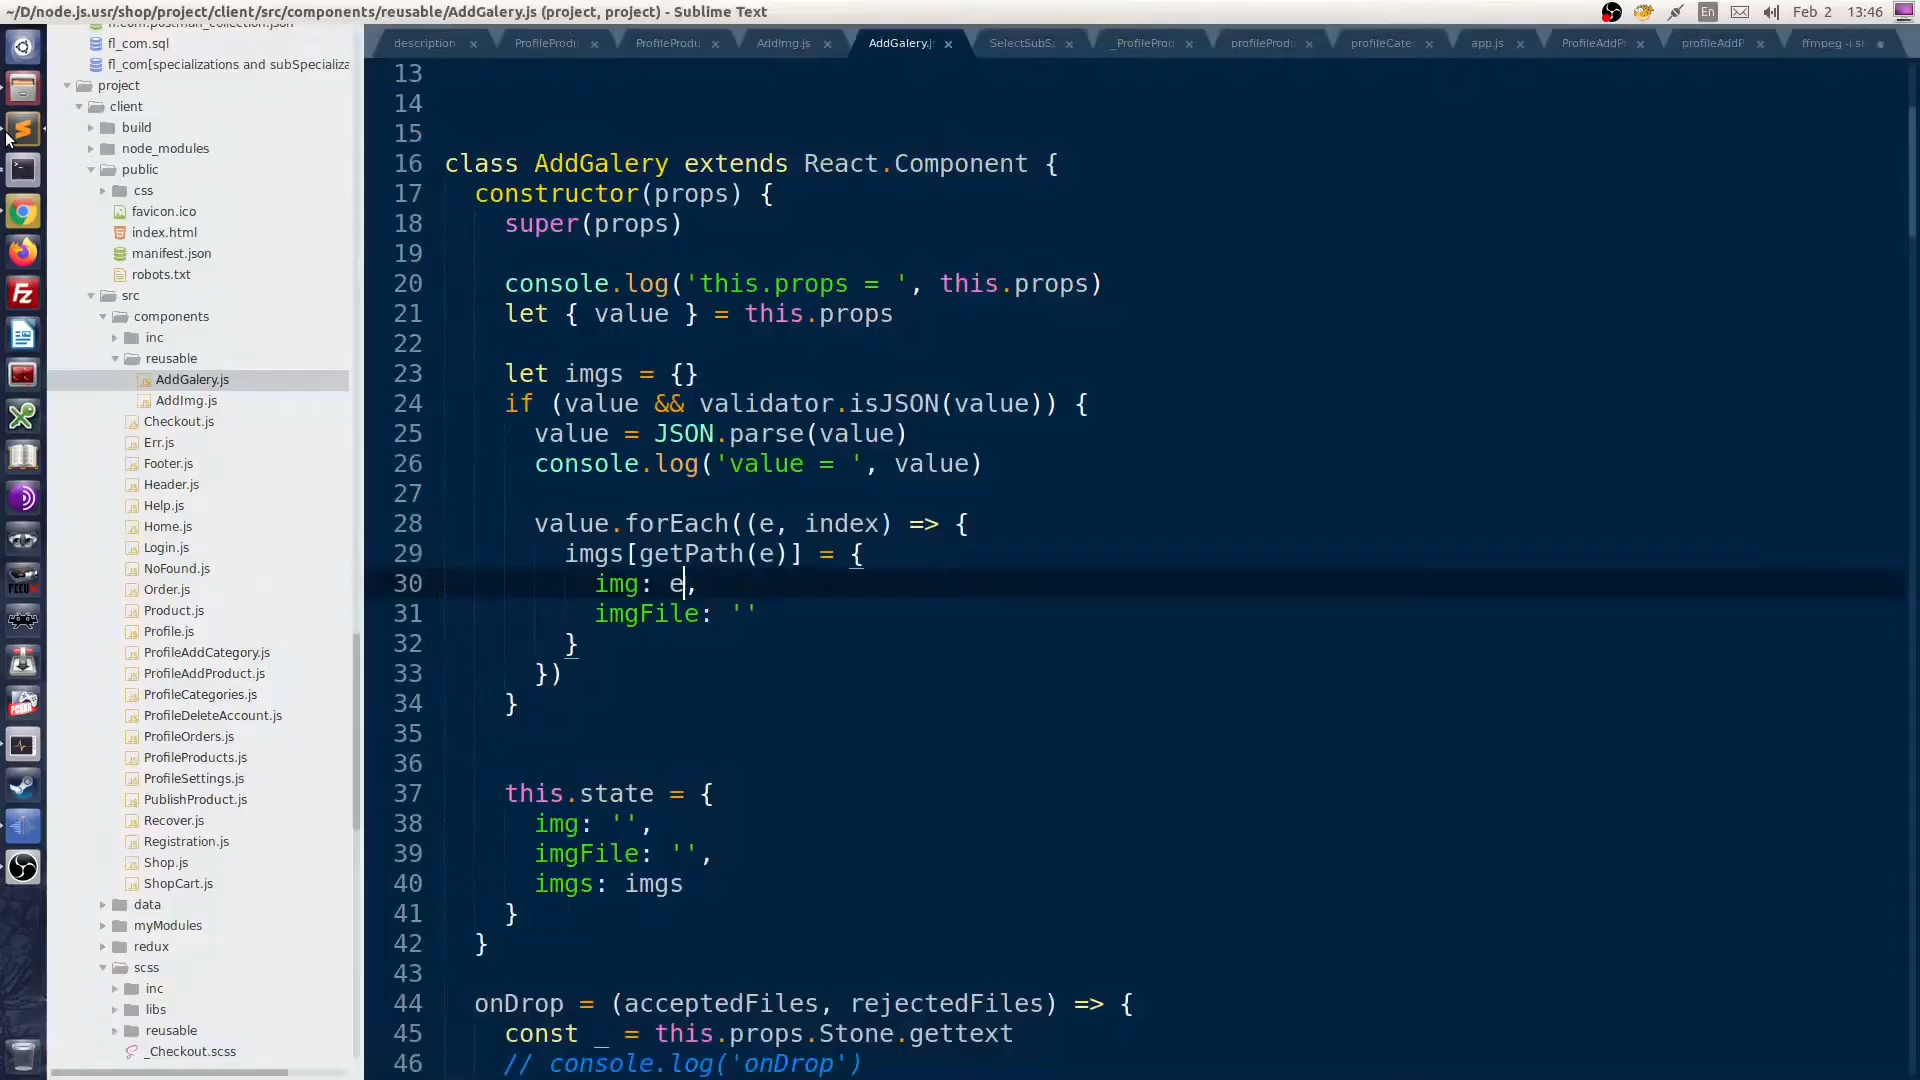 ~/D/node.js.usr/shop/project/client/src/components/reusable/AddGalery.js (project, project) - Sublime Text
En
Feb 2
13:46
description
ProfileProdu
ProfileProdu
AddImg.js
AddGalery.js
SelectSubS
_ProfileProd
profileProdu
profileCate
app.js
ProfileAddP
profileAddP
ffmpeg -i si
fl_com.sql
fl_com[specializations and subSpecializa
project
client
build
node_modules
public
css
favicon.ico
index.html
manifest.json
robots.txt
src
components
inc
reusable
AddGalery.js
AddImg.js
Checkout.js
Err.js
Footer.js
Header.js
Help.js
Home.js
Login.js
NoFound.js
Order.js
Product.js
Profile.js
ProfileAddCategory.js
ProfileAddProduct.js
ProfileCategories.js
ProfileDeleteAccount.js
ProfileOrders.js
ProfileProducts.js
ProfileSettings.js
PublishProduct.js
Recover.js
Registration.js
Shop.js
ShopCart.js
data
myModules
redux
scss
inc
libs
reusable
_Checkout.scss
13
14
15
16 class AddGalery extends React.Component {
17 constructor(props) {
18 super(props)
19
20 console.log('this.props = ', this.props)
21 let { value } = this.props
22
23 let imgs = {}
24 if (value && validator.isJSON(value)) {
25 value = JSON.parse(value)
26 console.log('value = ', value)
27
28 value.forEach((e, index) => {
29 imgs[getPath(e)] = {
30 img: e,
31 imgFile: ''
32 }
33 })
34 }
35
36
37 this.state = {
38 img: '',
39 imgFile: '',
40 imgs: imgs
41 }
42 }
43
44 onDrop = (acceptedFiles, rejectedFiles) => {
45 const _ = this.props.Stone.gettext
46 // console.log('onDrop')